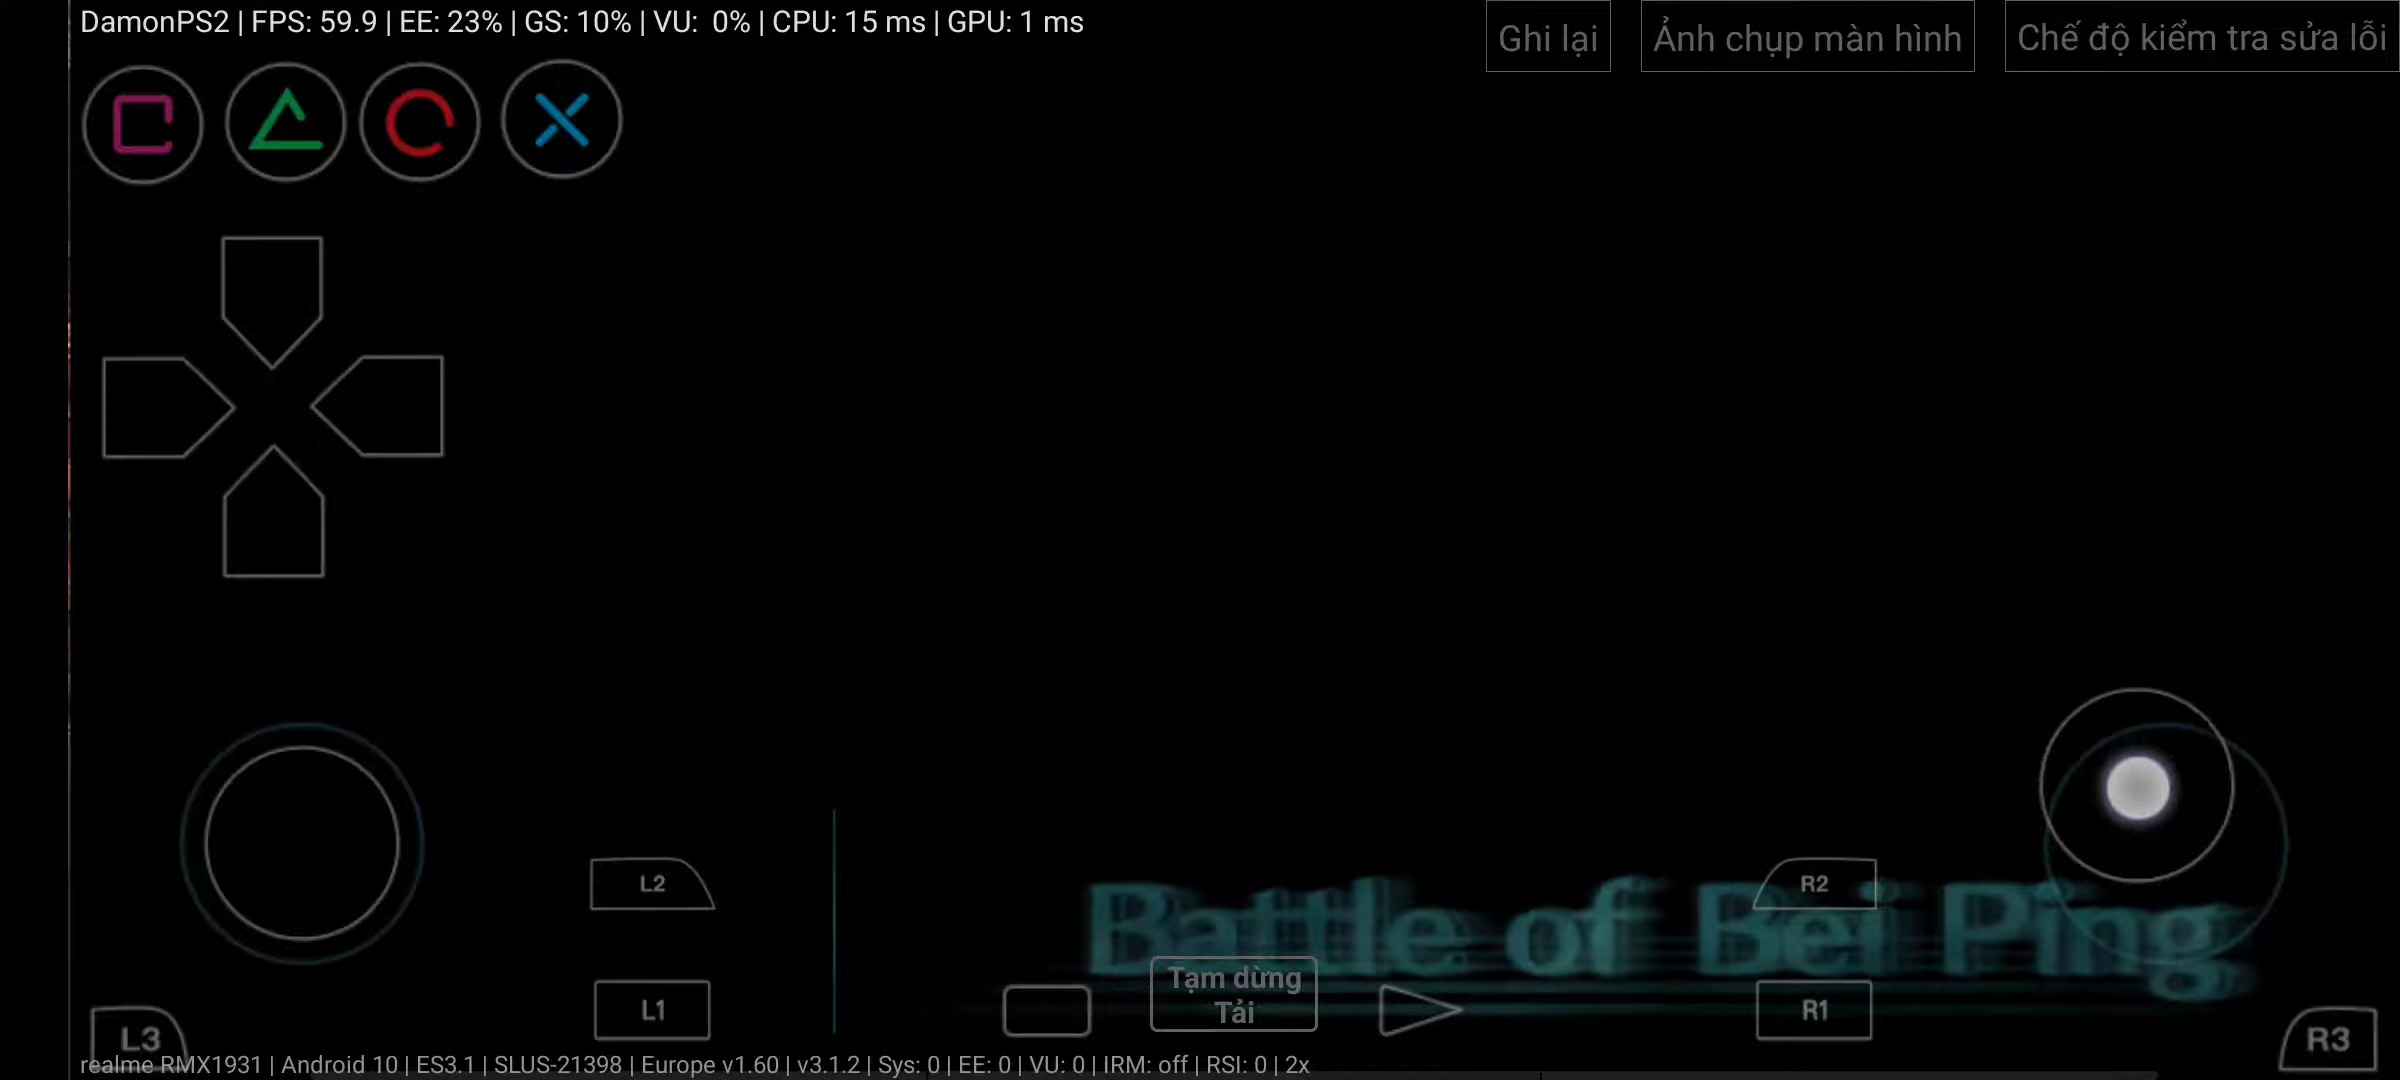 DamonPS2 | FPS: 59.9 | EE: 23% | GS: 10% | VU:  0% | CPU: 15 ms | GPU: 1 ms
Ghi lại
Ảnh chụp màn hình
Chế độ kiểm tra sửa lỗi
L2
R2
Battle of Bei Ping
Tạm dừng
Tải
L1
R1
L3
R3
realme RMX1931 | Android 10 | ES3.1 | SLUS-21398 | Europe v1.60 | v3.1.2 | Sys: 0 | EE: 0 | VU: 0 | IRM: off | RSI: 0 | 2x